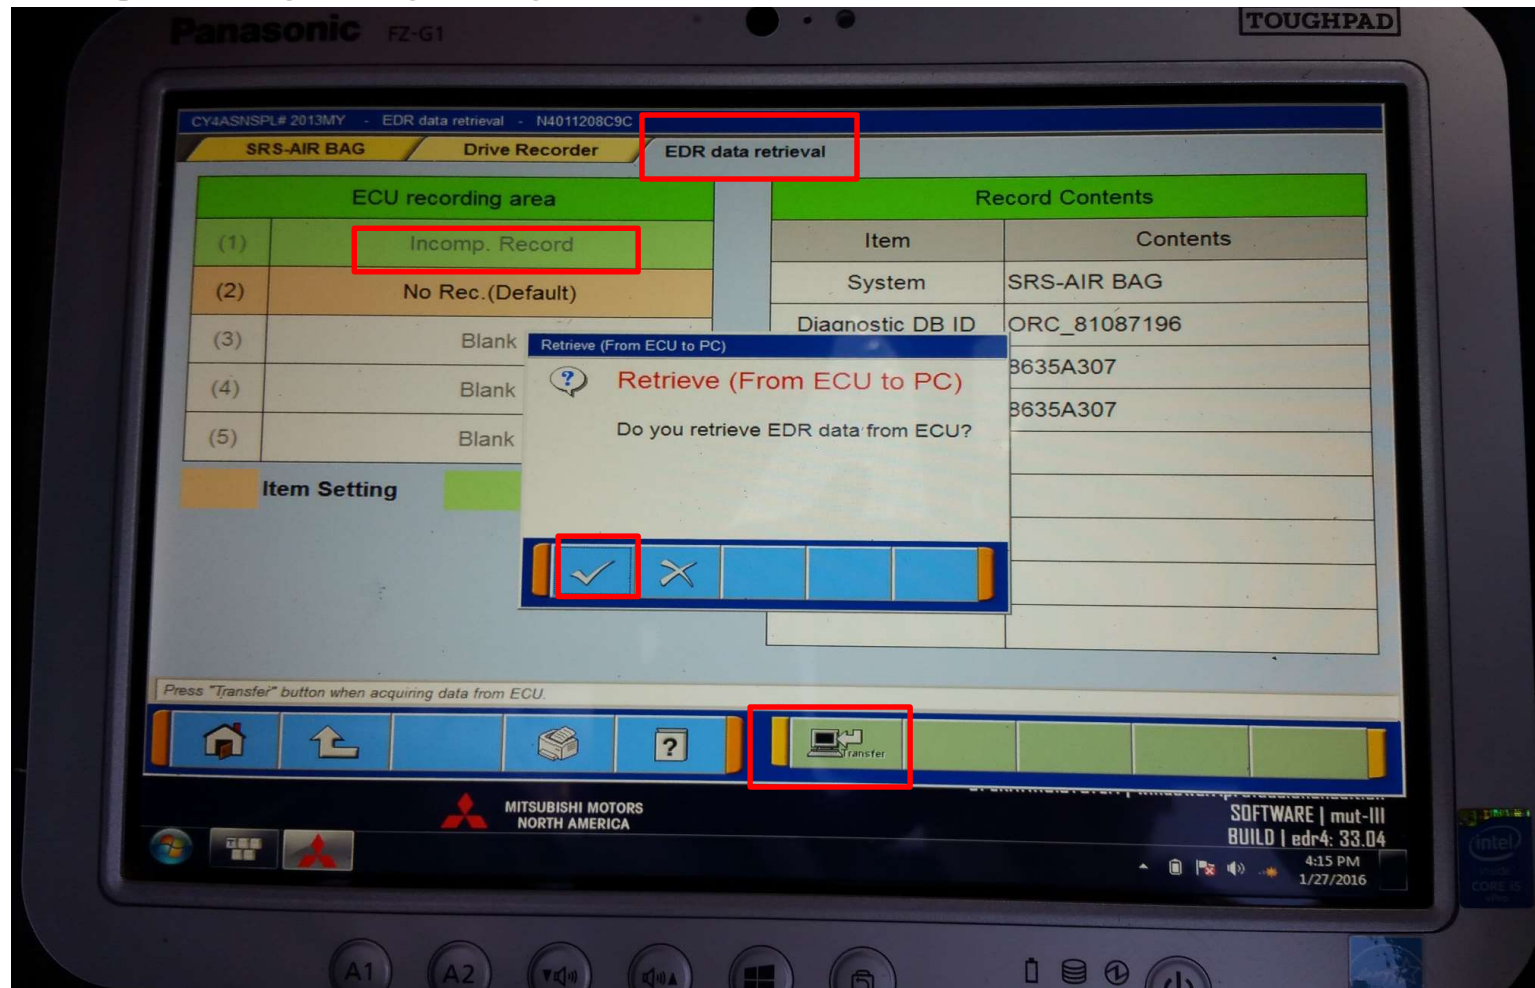 Panasonic FZ-G1
TOUGHPAD
CY4ASNSPL# 2013MY - EDR data retrieval - N4011208C9C
SRS-AIR BAG
Drive Recorder
EDR data retrieval
ECU recording area
(1) Incomp. Record
(2) No Rec.(Default)
(3) Blank
(4) Blank
(5) Blank
Item Setting
Record Contents
Item Contents
System SRS-AIR BAG
Diagnostic DB ID ORC_81087196
8635A307
8635A307
Retrieve (From ECU to PC)
Retrieve (From ECU to PC)
Do you retrieve EDR data from ECU?
Press "Transfer" button when acquiring data from ECU.
?
Transfer
MITSUBISHI MOTORS
NORTH AMERICA
SOFTWARE | mut-III
BUILD | edr4: 33.04
4:15 PM
1/27/2016
(intel)
inside
CORE i5
vPro
A1
A2